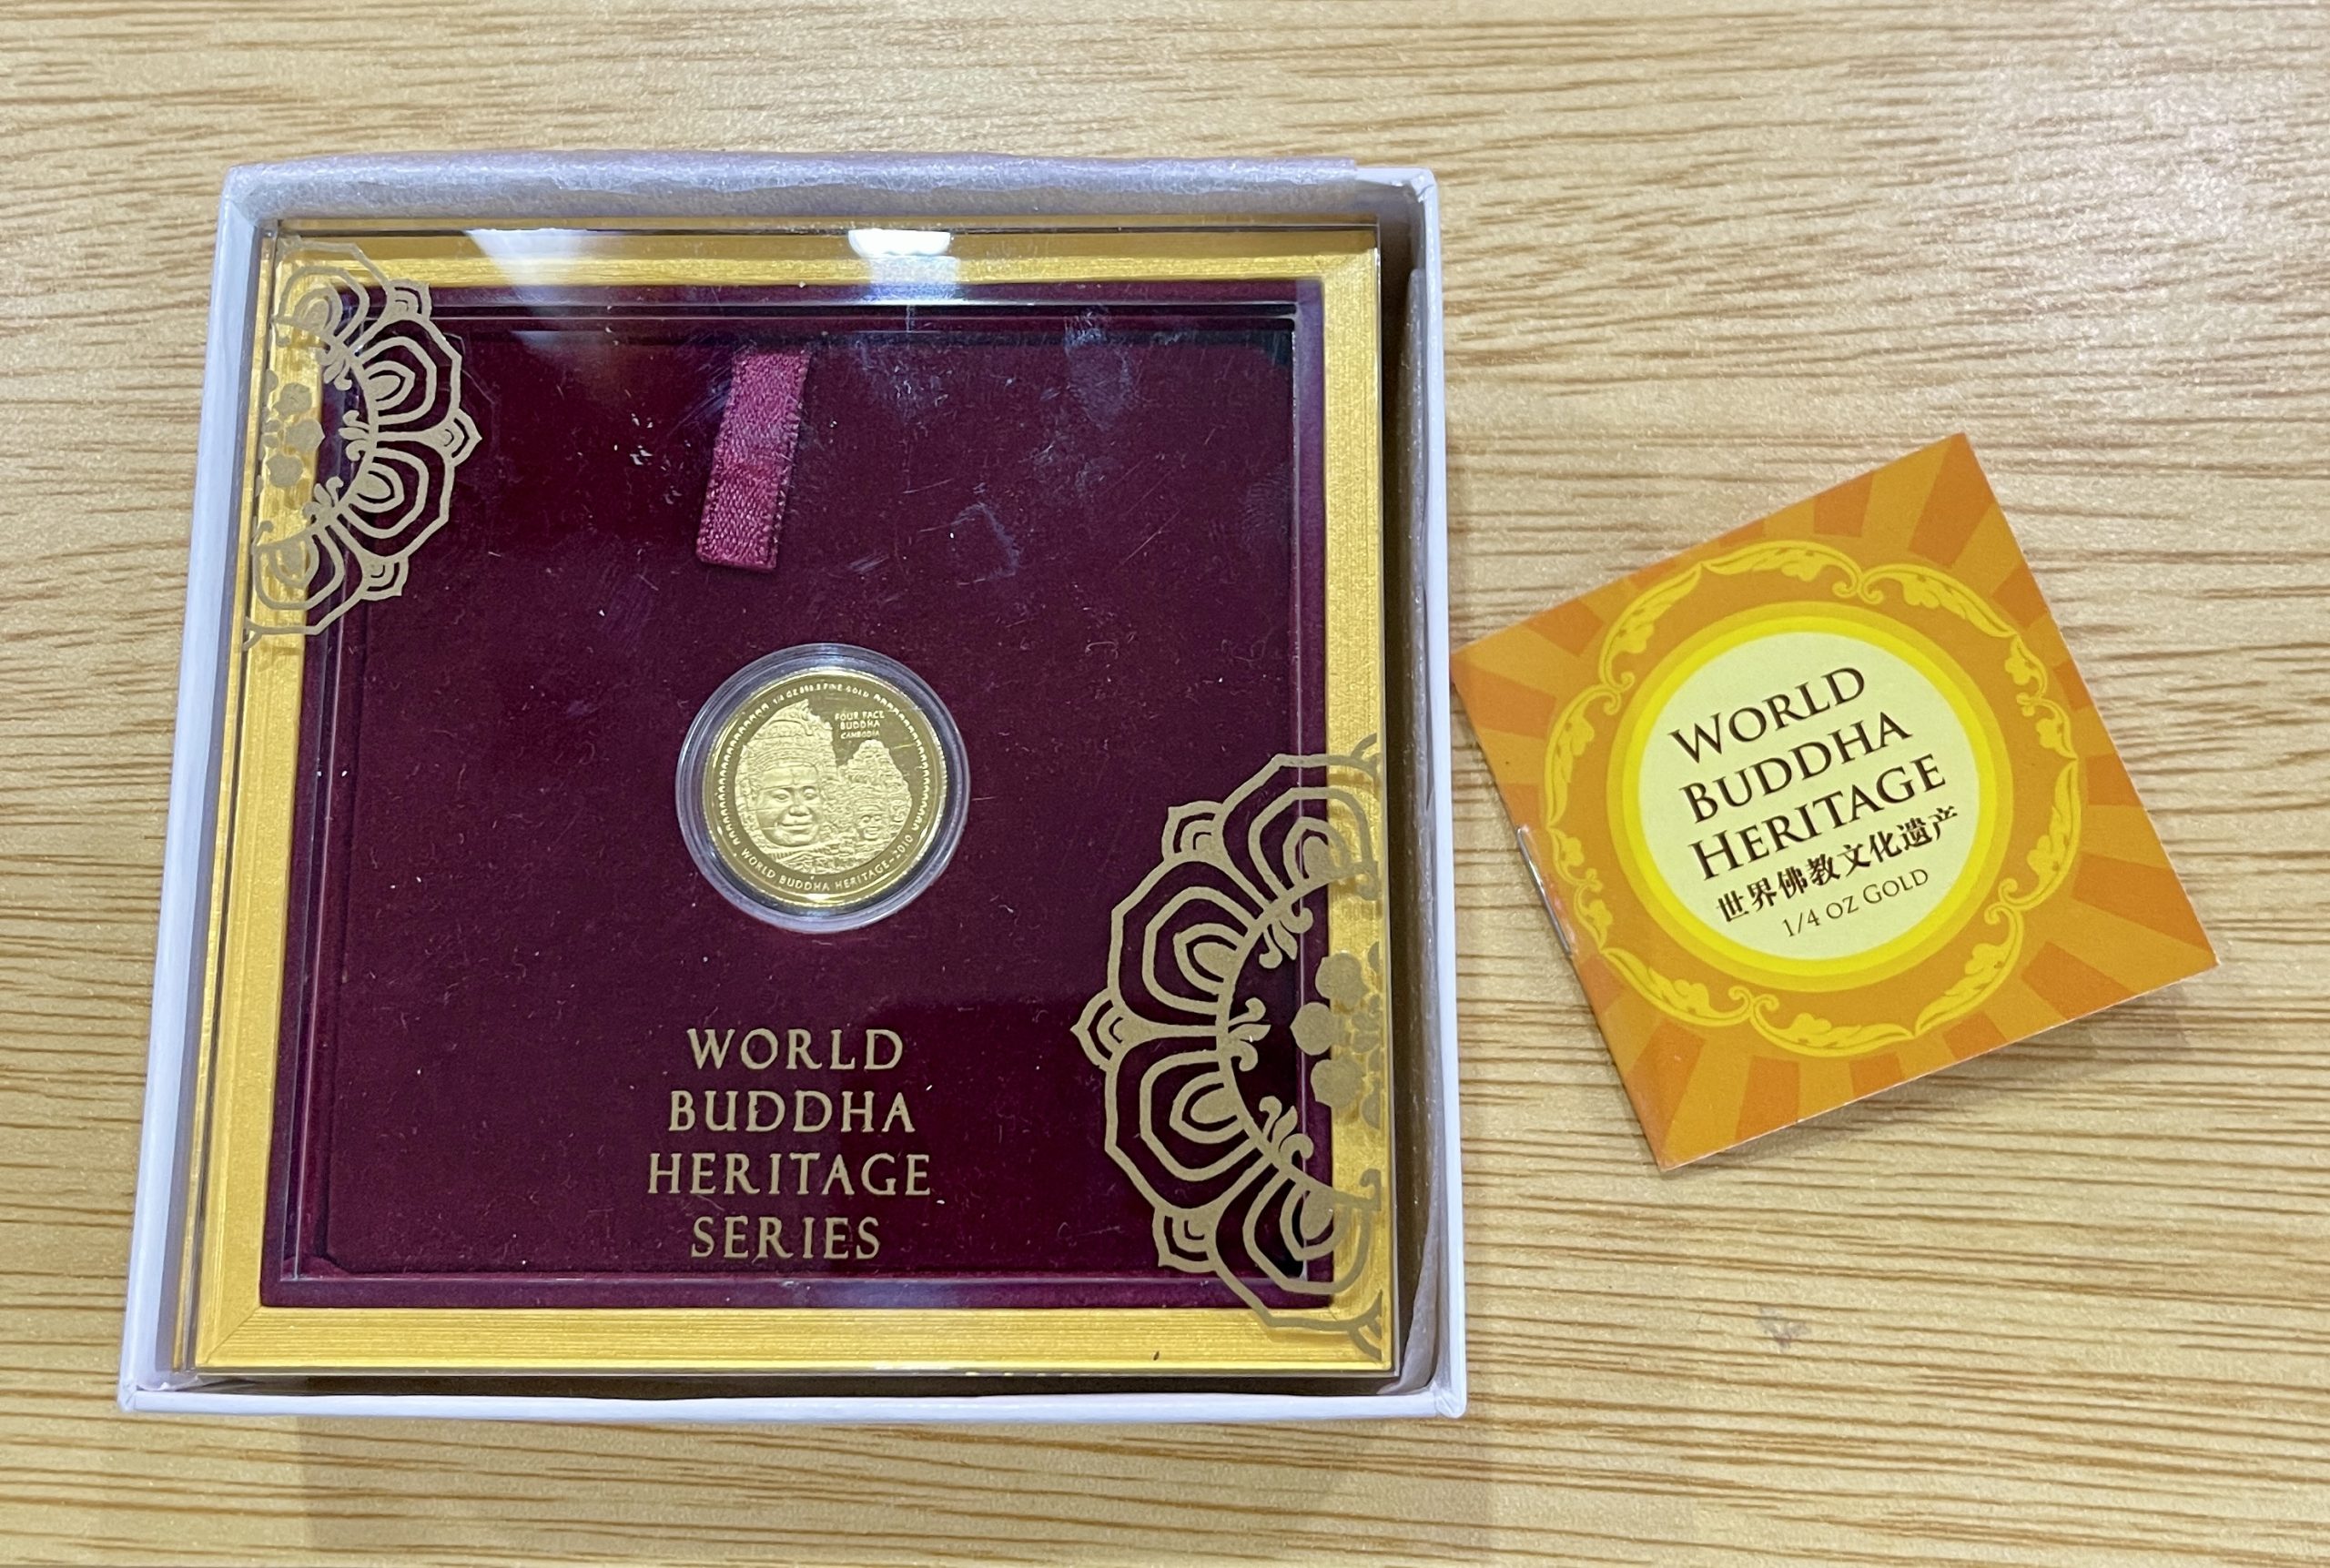 1/4 OZ 999.9 FINE GOLD
FOUR FACE
BUDDHA
CAMBODIA
WORLD BUDDHA HERITAGE-2010
WORLD
BUDDHA
HERITAGE
SERIES
WORLD
BUDDHA
HERITAGE
世界佛教文化遗产
1/4 OZ GOLD